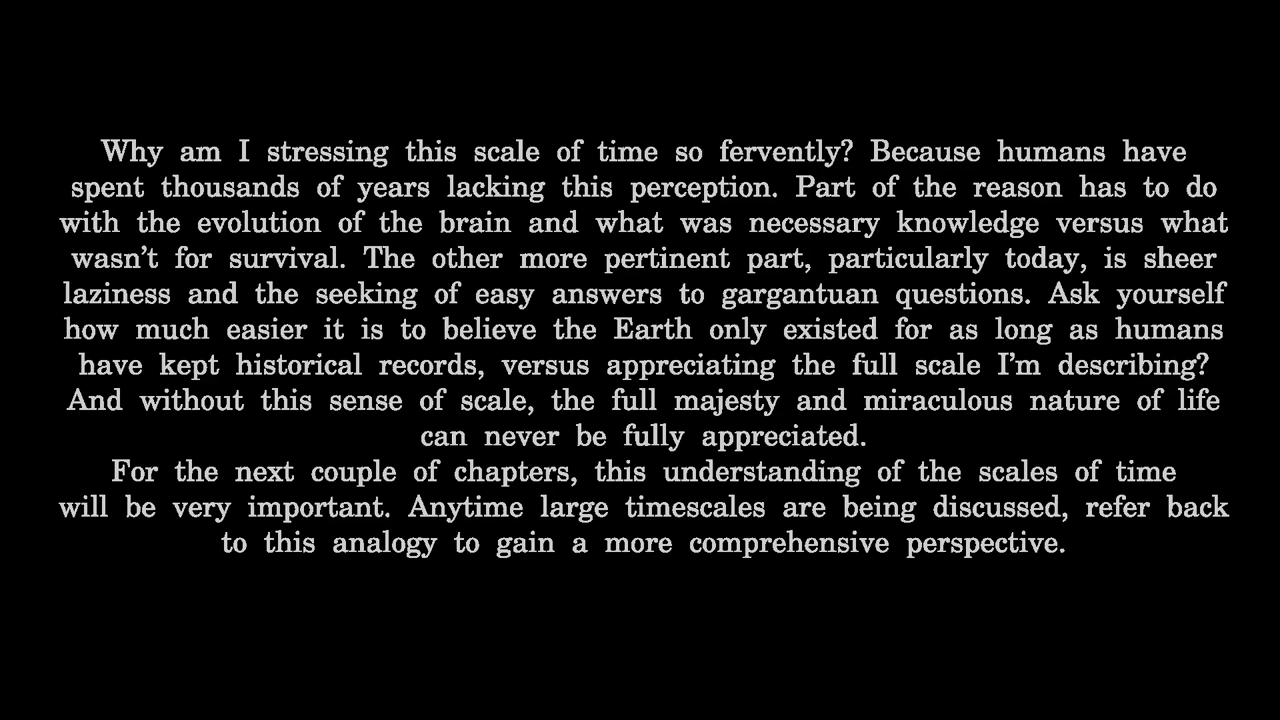 Why am I stressing this scale of time so fervently? Because humans have
spent thousands of years lacking this perception. Part of the reason has to do
with the evolution of the brain and what was necessary knowledge versus what
wasn’t for survival. The other more pertinent part, particularly today, is sheer
laziness and the seeking of easy answers to gargantuan questions. Ask yourself
how much easier it is to believe the Earth only existed for as long as humans
have kept historical records, versus appreciating the full scale I’m describing?
And without this sense of scale, the full majesty and miraculous nature of life
can never be fully appreciated.
For the next couple of chapters, this understanding of the scales of time
will be very important. Anytime large timescales are being discussed, refer back
to this analogy to gain a more comprehensive perspective.